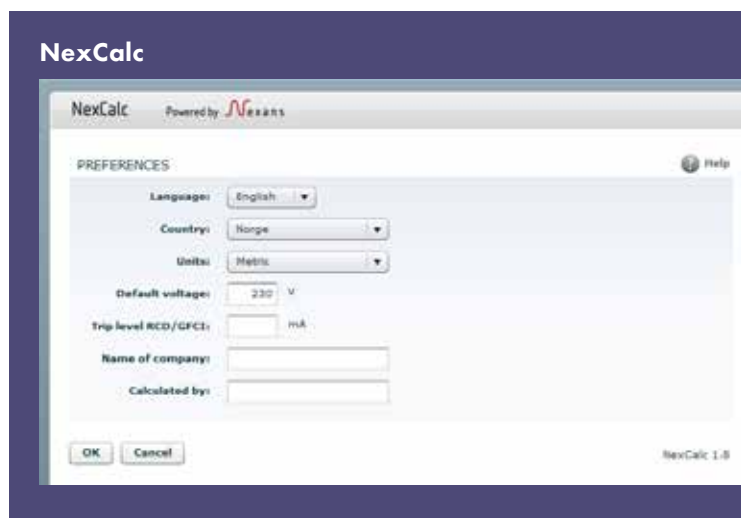 NexCalc
NexCalc Powered by Nexans
PREFERENCES Help
Language: English
Country: Norge
Units: Metric
Default voltage: 230 V
Trip level RCD/GFCI: mA
Name of company:
Calculated by:
OK Cancel
NexCalc 1.8